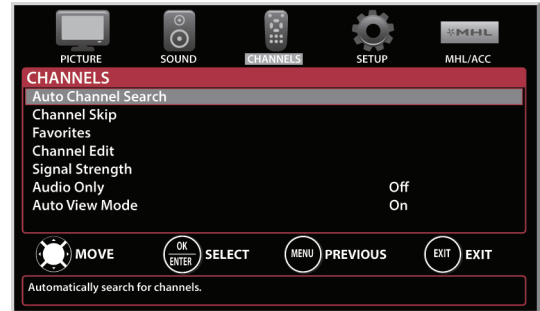 MHL
PICTURE SOUND CHANNELS SETUP MHL/ACC
CHANNELS
Auto Channel Search
Channel Skip
Favorites
Channel Edit
Signal Strength
Audio Only Off
Auto View Mode On
MOVE OK ENTER SELECT MENU PREVIOUS EXIT EXIT
Automatically search for channels.